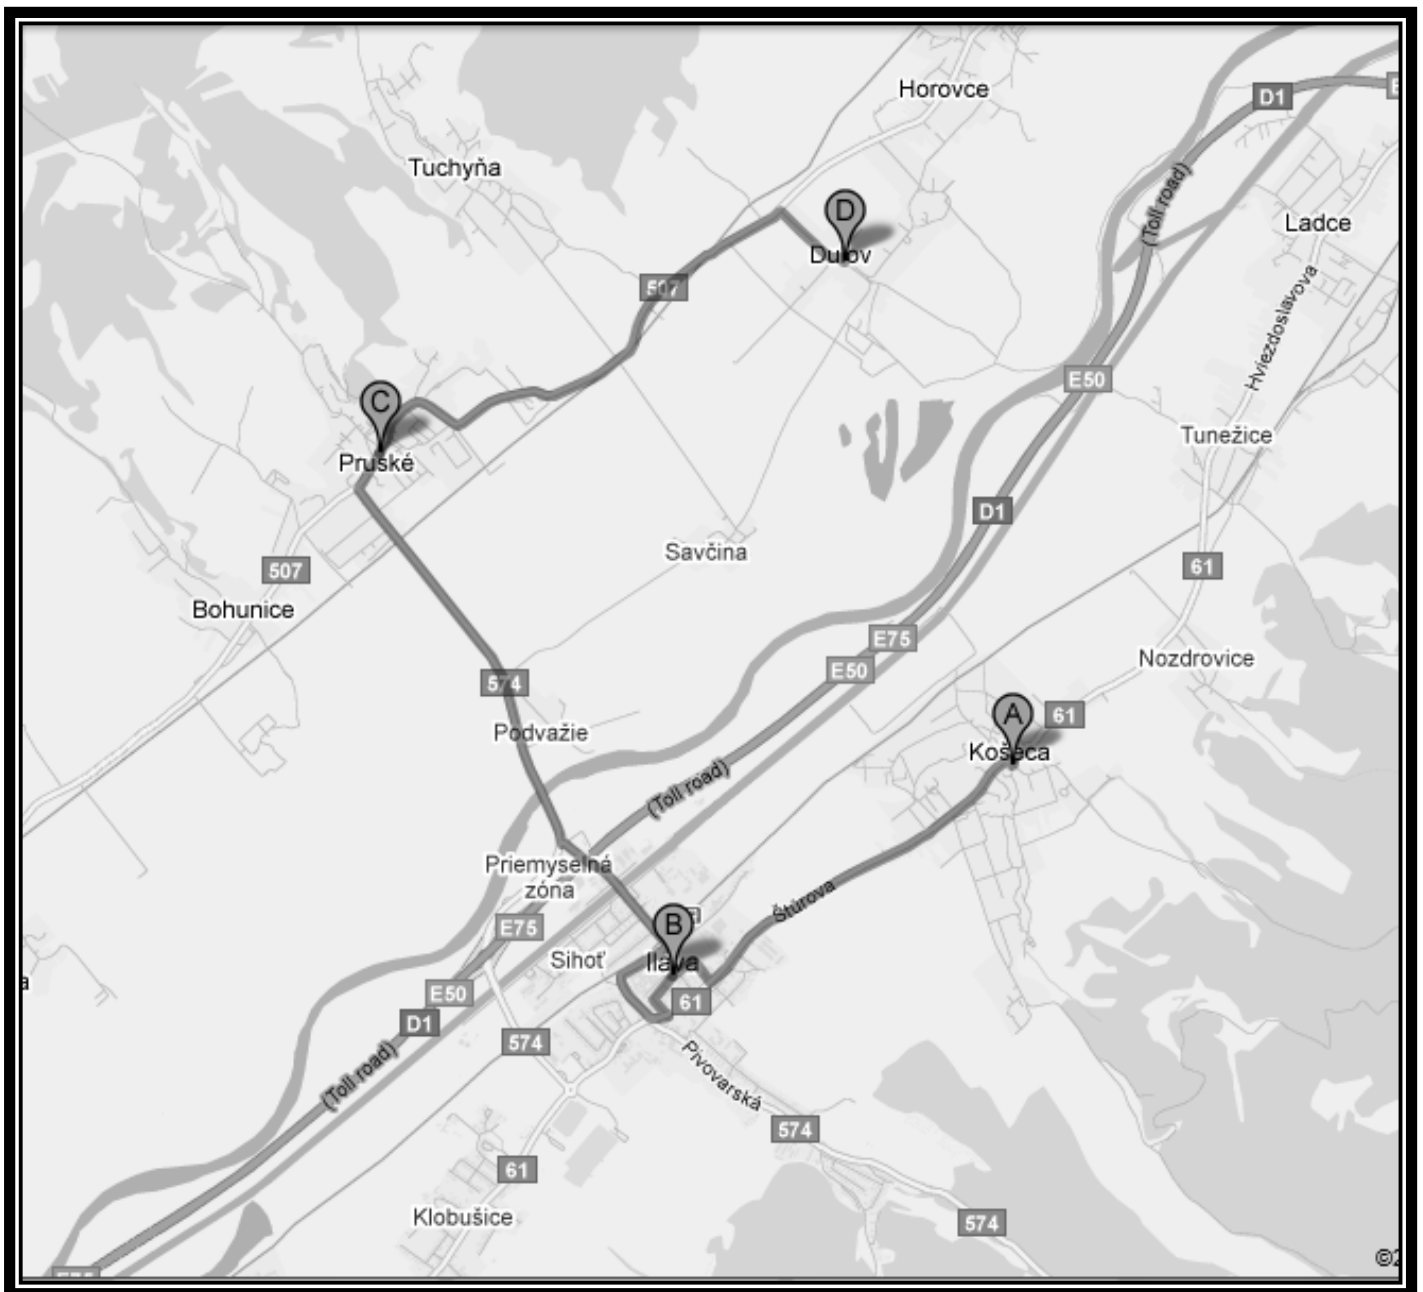 Horovce
D1
Tuchyňa
(Toll road)
D
Ladce
Dulov
507
Hviezdoslavova
E50
C
Tunežice
Pruské
D1
Savčina
507
61
Bohunice
E75
Nozdrovice
E50
574
A
61
Podvažie
Košeca
(Toll road)
Priemyselná
zóna
Štúrova
B
E75
Sihoť
Ilava
E50
61
D1
574
Pivovarská
(Toll road)
574
61
Klobušice
574
E75